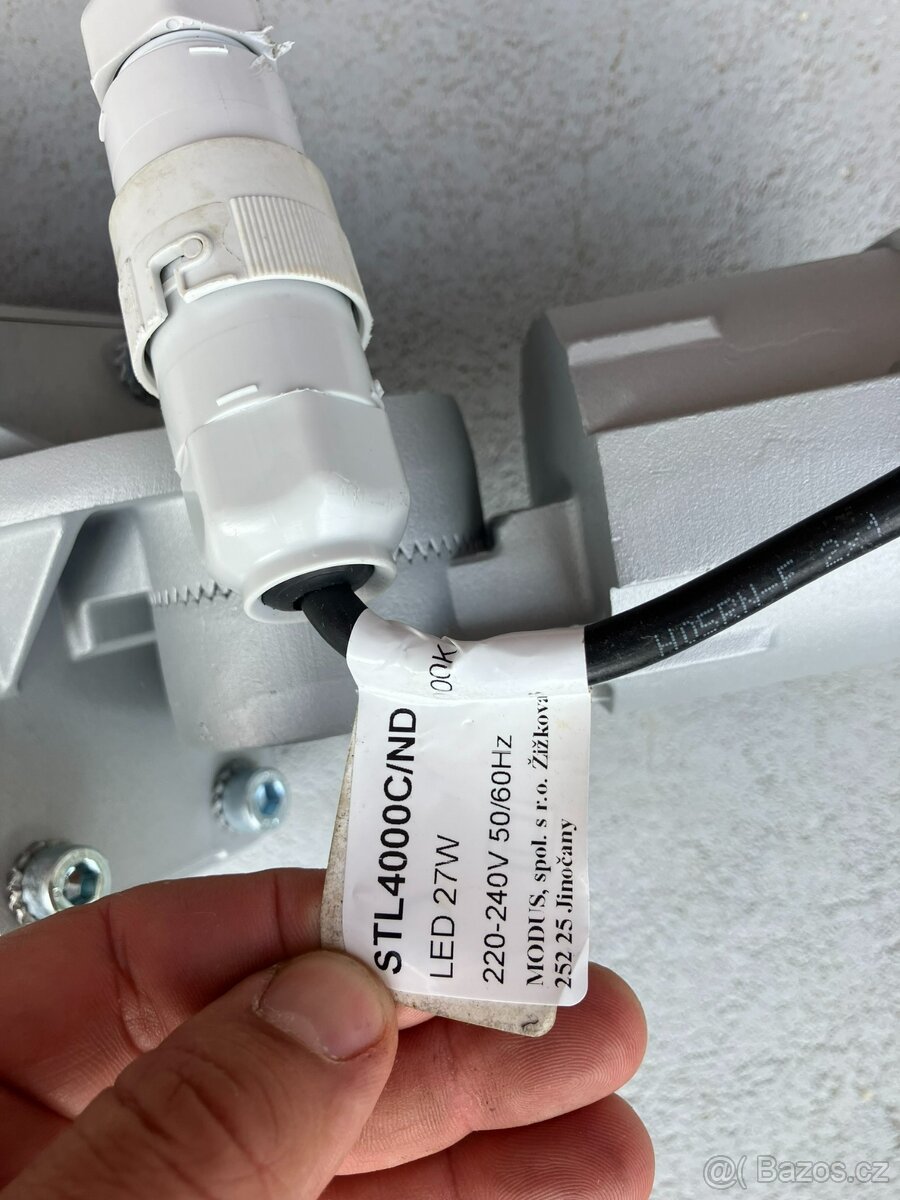 00K
STL4000C/ND
LED 27W
220-240V 50/60Hz
MODUS, spol. s r.o. Žižkova
252 25 Jinočany
H05RN-F 2x1
@( Bazos.cz